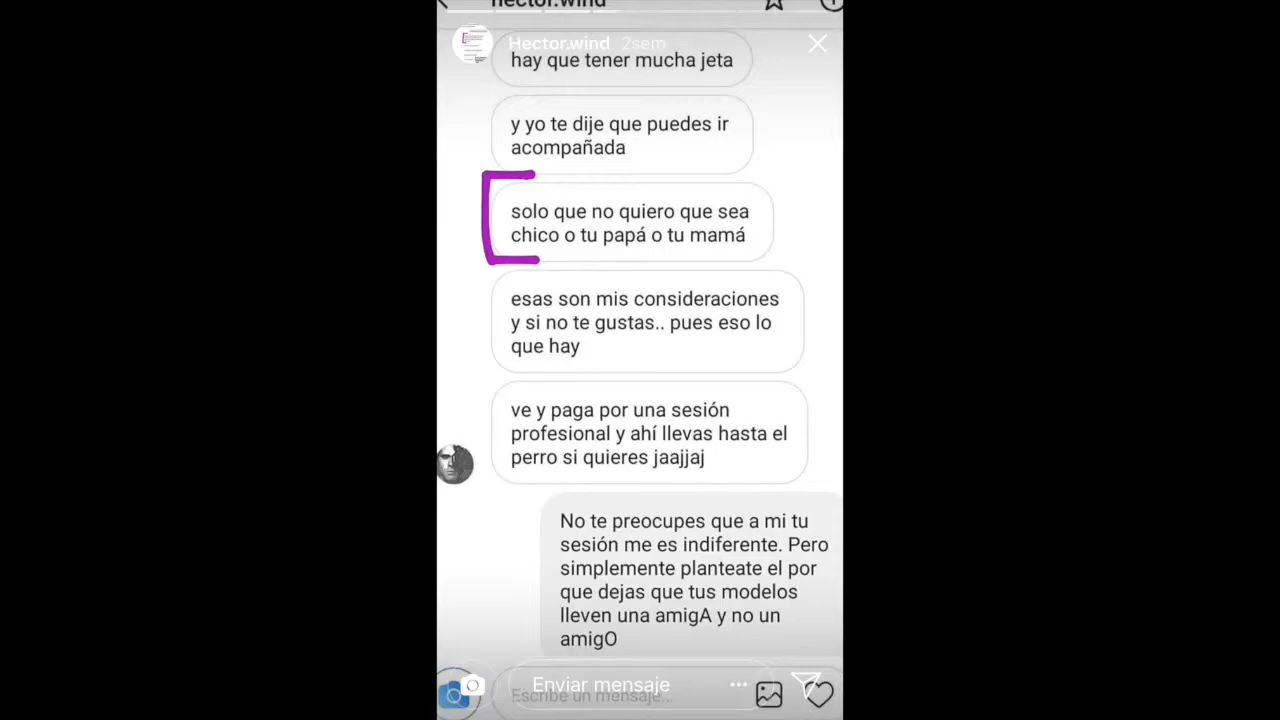 hector.wind
Hector.wind 2sem
hay que tener mucha jeta
y yo te dije que puedes ir
acompañada
solo que no quiero que sea
chico o tu papá o tu mamá
esas son mis consideraciones
y si no te gustas.. pues eso lo
que hay
ve y paga por una sesión
profesional y ahí llevas hasta el
perro si quieres jaajjaj
No te preocupes que a mi tu
sesión me es indiferente. Pero
simplemente planteate el por
que dejas que tus modelos
lleven una amigA y no un
amigO
Enviar mensaje
Escribe un mensaje...